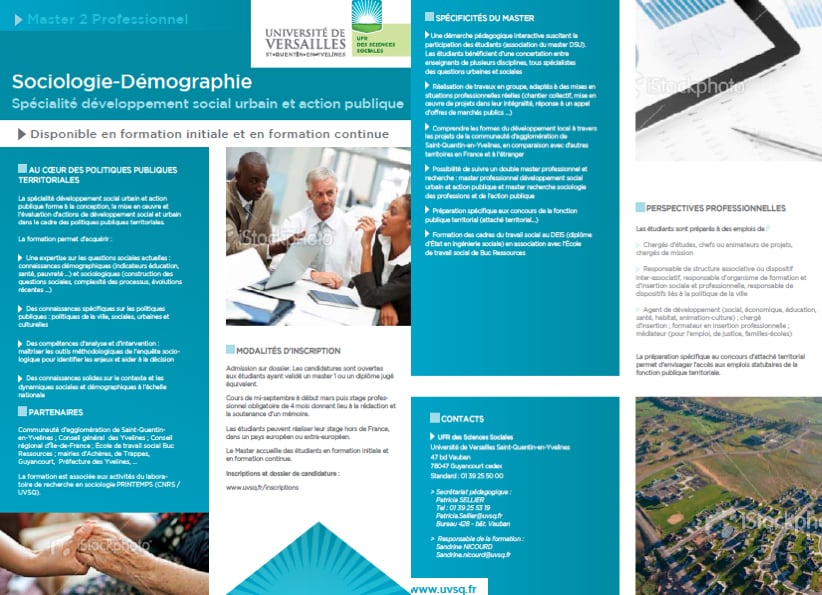 Master 2 Professionnel
UNIVERSITÉ DE
VERSAILLES
ST-QUENTIN-EN-YVELINES
UFR
DES SCIENCES
SOCIALES
Sociologie-Démographie
Spécialité développement social urbain et action publique
Disponible en formation initiale et en formation continue
AU CŒUR DES POLITIQUES PUBLIQUES
TERRITORIALES
La spécialité développement social urbain et action
publique forme à la conception, la mise en œuvre et
l'évaluation d'actions de développement social et urbain
dans le cadre des politiques publiques territoriales.
La formation permet d'acquérir :
Une expertise sur les questions sociales actuelles :
connaissances démographiques (indicateurs éducation,
santé, pauvreté ...) et sociologiques (construction des
questions sociales, complexité des processus, évolutions
récentes ...)
Des connaissances spécifiques sur les politiques
publiques : politiques de la ville, sociales, urbaines et
culturelles
Des compétences d'analyse et d'intervention :
maîtriser les outils méthodologiques de l'enquête socio-
logique pour identifier les enjeux et aider à la décision
Des connaissances solides sur le contexte et les
dynamiques sociales et démographiques à l'échelle
nationale
PARTENAIRES
Communauté d'agglomération de Saint-Quentin-
en-Yvelines ; Conseil général des Yvelines ; Conseil
régional d'Île-de-France ; École de travail social Buc
Ressources ; mairies d'Achères, de Trappes,
Guyancourt, Préfecture des Yvelines, ...
La formation est associée aux activités du labora-
toire de recherche en sociologie PRINTEMPS (CNRS /
UVSQ).
iStockphoto
iStockphoto
MODALITÉS D'INSCRIPTION
Admission sur dossier. Les candidatures sont ouvertes
aux étudiants ayant validé un master 1 ou un diplôme jugé
équivalent.
Cours de mi-septembre à début mars puis stage profes-
sionnel obligatoire de 4 mois donnant lieu à la rédaction et
la soutenance d'un mémoire.
Les étudiants peuvent réaliser leur stage hors de France,
dans un pays européen ou extra-européen.
Le Master accueille des étudiants en formation initiale et
en formation continue.
Inscriptions et dossier de candidature :
www.uvsq.fr/inscriptions
SPÉCIFICITÉS DU MASTER
Une démarche pédagogique interactive suscitant la
participation des étudiants (association du master DSU).
Les étudiants bénéficient d'une concertation entre
enseignants de plusieurs disciplines, tous spécialistes
des questions urbaines et sociales
Réalisation de travaux en groupe, adaptés à des mises en
situations professionnelles réelles (chantier collectif, mise en
œuvre de projets dans leur intégralité, réponse à un appel
d'offres de marchés publics ...)
Comprendre les formes du développement local à travers
les projets de la communauté d'agglomération de
Saint-Quentin-en-Yvelines, en comparaison avec d'autres
territoires en France et à l'étranger
Possibilité de suivre un double master professionnel et
recherche : master professionnel développement social
urbain et action publique et master recherche sociologie
des professions et de l'action publique
Préparation spécifique aux concours de la fonction
publique territorial (attaché territorial...)
Formation des cadres du travail social au DEIS (diplôme
d'État en ingénierie sociale) en association avec l'École
de travail social de Buc Ressources
CONTACTS
UFR des Sciences Sociales
Université de Versailles Saint-Quentin-en-Yvelines
47 bd Vauban
78047 Guyancourt cedex
Standard : 01 39 25 50 00
> Secrétariat pédagogique :
Patricia SELLIER
Tel : 01 39 25 53 19
Patricia.Sellier@uvsq.fr
Bureau 428 - bât. Vauban
> Responsable de la formation :
Sandrine NICOURD
Sandrine.nicourd@uvsq.fr
www.uvsq.fr
iStockphoto
PERSPECTIVES PROFESSIONNELLES
Les étudiants sont préparés à des emplois de :
Chargés d'études, chefs ou animateurs de projets,
chargés de mission
Responsable de structure associative ou dispositif
inter-associatif, responsable d'organisme de formation et
d'insertion sociale et professionnelle, responsable de
dispositifs liés à la politique de la ville
Agent de développement (social, économique, éducation,
santé, habitat, animation-culture) ; chargé
d'insertion ; formateur en insertion professionnelle ;
médiateur (pour l'emploi, de justice, familles-écoles)
La préparation spécifique au concours d'attaché territorial
permet d'envisager l'accès aux emplois statutaires de la
fonction publique territoriale.
iStockphoto